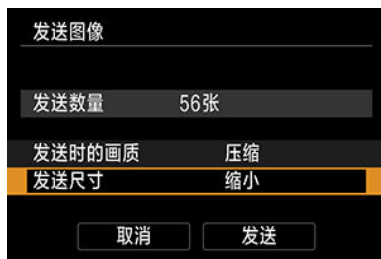 发送图像
发送数量 56张
发送时的画质 压缩
发送尺寸 缩小
取消 发送